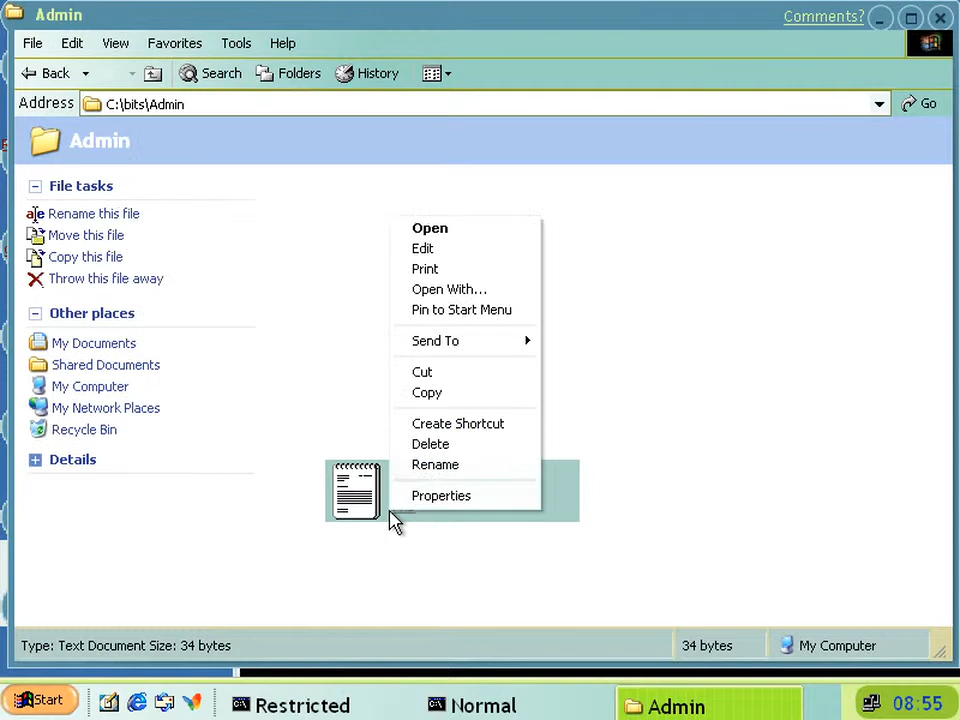 Admin
Comments?
File Edit View Favorites Tools Help
Back Search Folders History
Address C:\bits\Admin Go
Admin
File tasks
Rename this file
Move this file
Copy this file
Throw this file away
Other places
My Documents
Shared Documents
My Computer
My Network Places
Recycle Bin
Details
Open
Edit
Print
Open With...
Pin to Start Menu
Send To
Cut
Copy
Create Shortcut
Delete
Rename
Properties
Type: Text Document Size: 34 bytes 34 bytes My Computer
Start Restricted Normal Admin 08:55